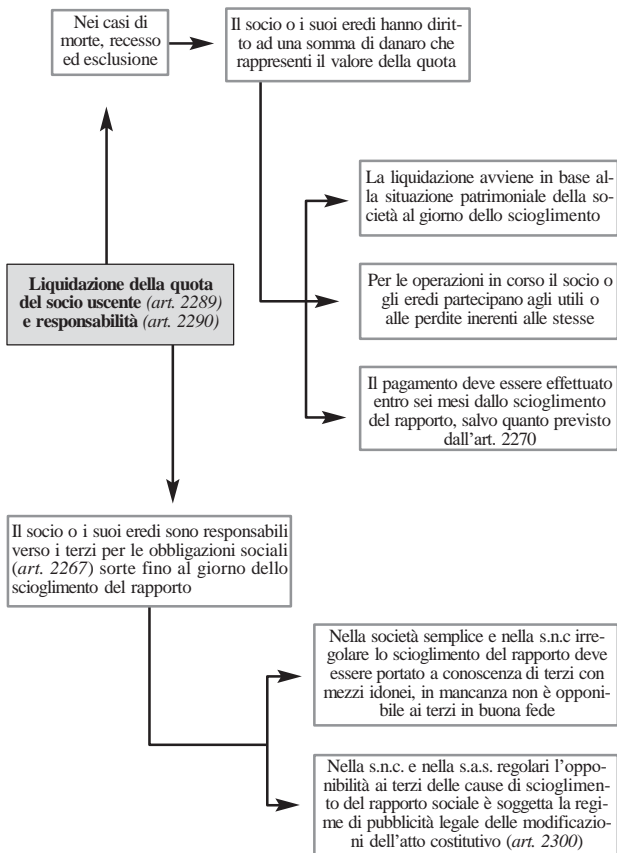 Nei casi di
morte, recesso
ed esclusione
Il socio o i suoi eredi hanno dirit-
to ad una somma di danaro che
rappresenti il valore della quota
La liquidazione avviene in base al-
la situazione patrimoniale della so-
cietà al giorno dello scioglimento
Liquidazione della quota
del socio uscente (art. 2289)
e responsabilità (art. 2290)
Per le operazioni in corso il socio o
gli eredi partecipano agli utili o
alle perdite inerenti alle stesse
Il pagamento deve essere effettuato
entro sei mesi dallo scioglimento
del rapporto, salvo quanto previsto
dall'art. 2270
Il socio o i suoi eredi sono responsabili
verso i terzi per le obbligazioni sociali
(art. 2267) sorte fino al giorno dello
scioglimento del rapporto
Nella società semplice e nella s.n.c irre-
golare lo scioglimento del rapporto deve
essere portato a conoscenza di terzi con
mezzi idonei, in mancanza non è opponi-
bile ai terzi in buona fede
Nella s.n.c. e nella s.a.s. regolari l'oppo-
nibilità ai terzi delle cause di scioglimen-
to del rapporto sociale è soggetta la regi-
me di pubblicità legale delle modificazio-
ni dell'atto costitutivo (art. 2300)